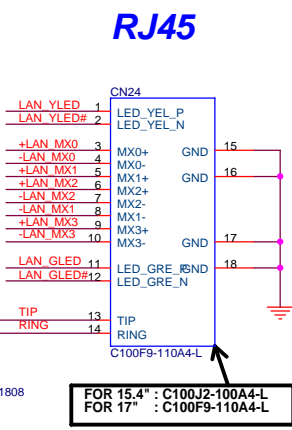 RJ45
CN24
LAN_YLED 1 LED_YEL_P
LAN_YLED# 2 LED_YEL_N
+LAN_MX0 3 MX0+ GND 15
-LAN_MX0 4 MX0-
+LAN_MX1 5 MX1+ GND 16
+LAN_MX2 6 MX2+
-LAN_MX2 7 MX2-
-LAN_MX1 8 MX1-
+LAN_MX3 9 MX3+
-LAN_MX3 10 MX3- GND 17
LAN_GLED 11 LED_GRE_P GND 18
LAN_GLED# 12 LED_GRE_N
TIP 13 TIP
RING 14 RING
C100F9-110A4-L
1808
FOR 15.4" : C100J2-100A4-L
FOR 17" : C100F9-110A4-L